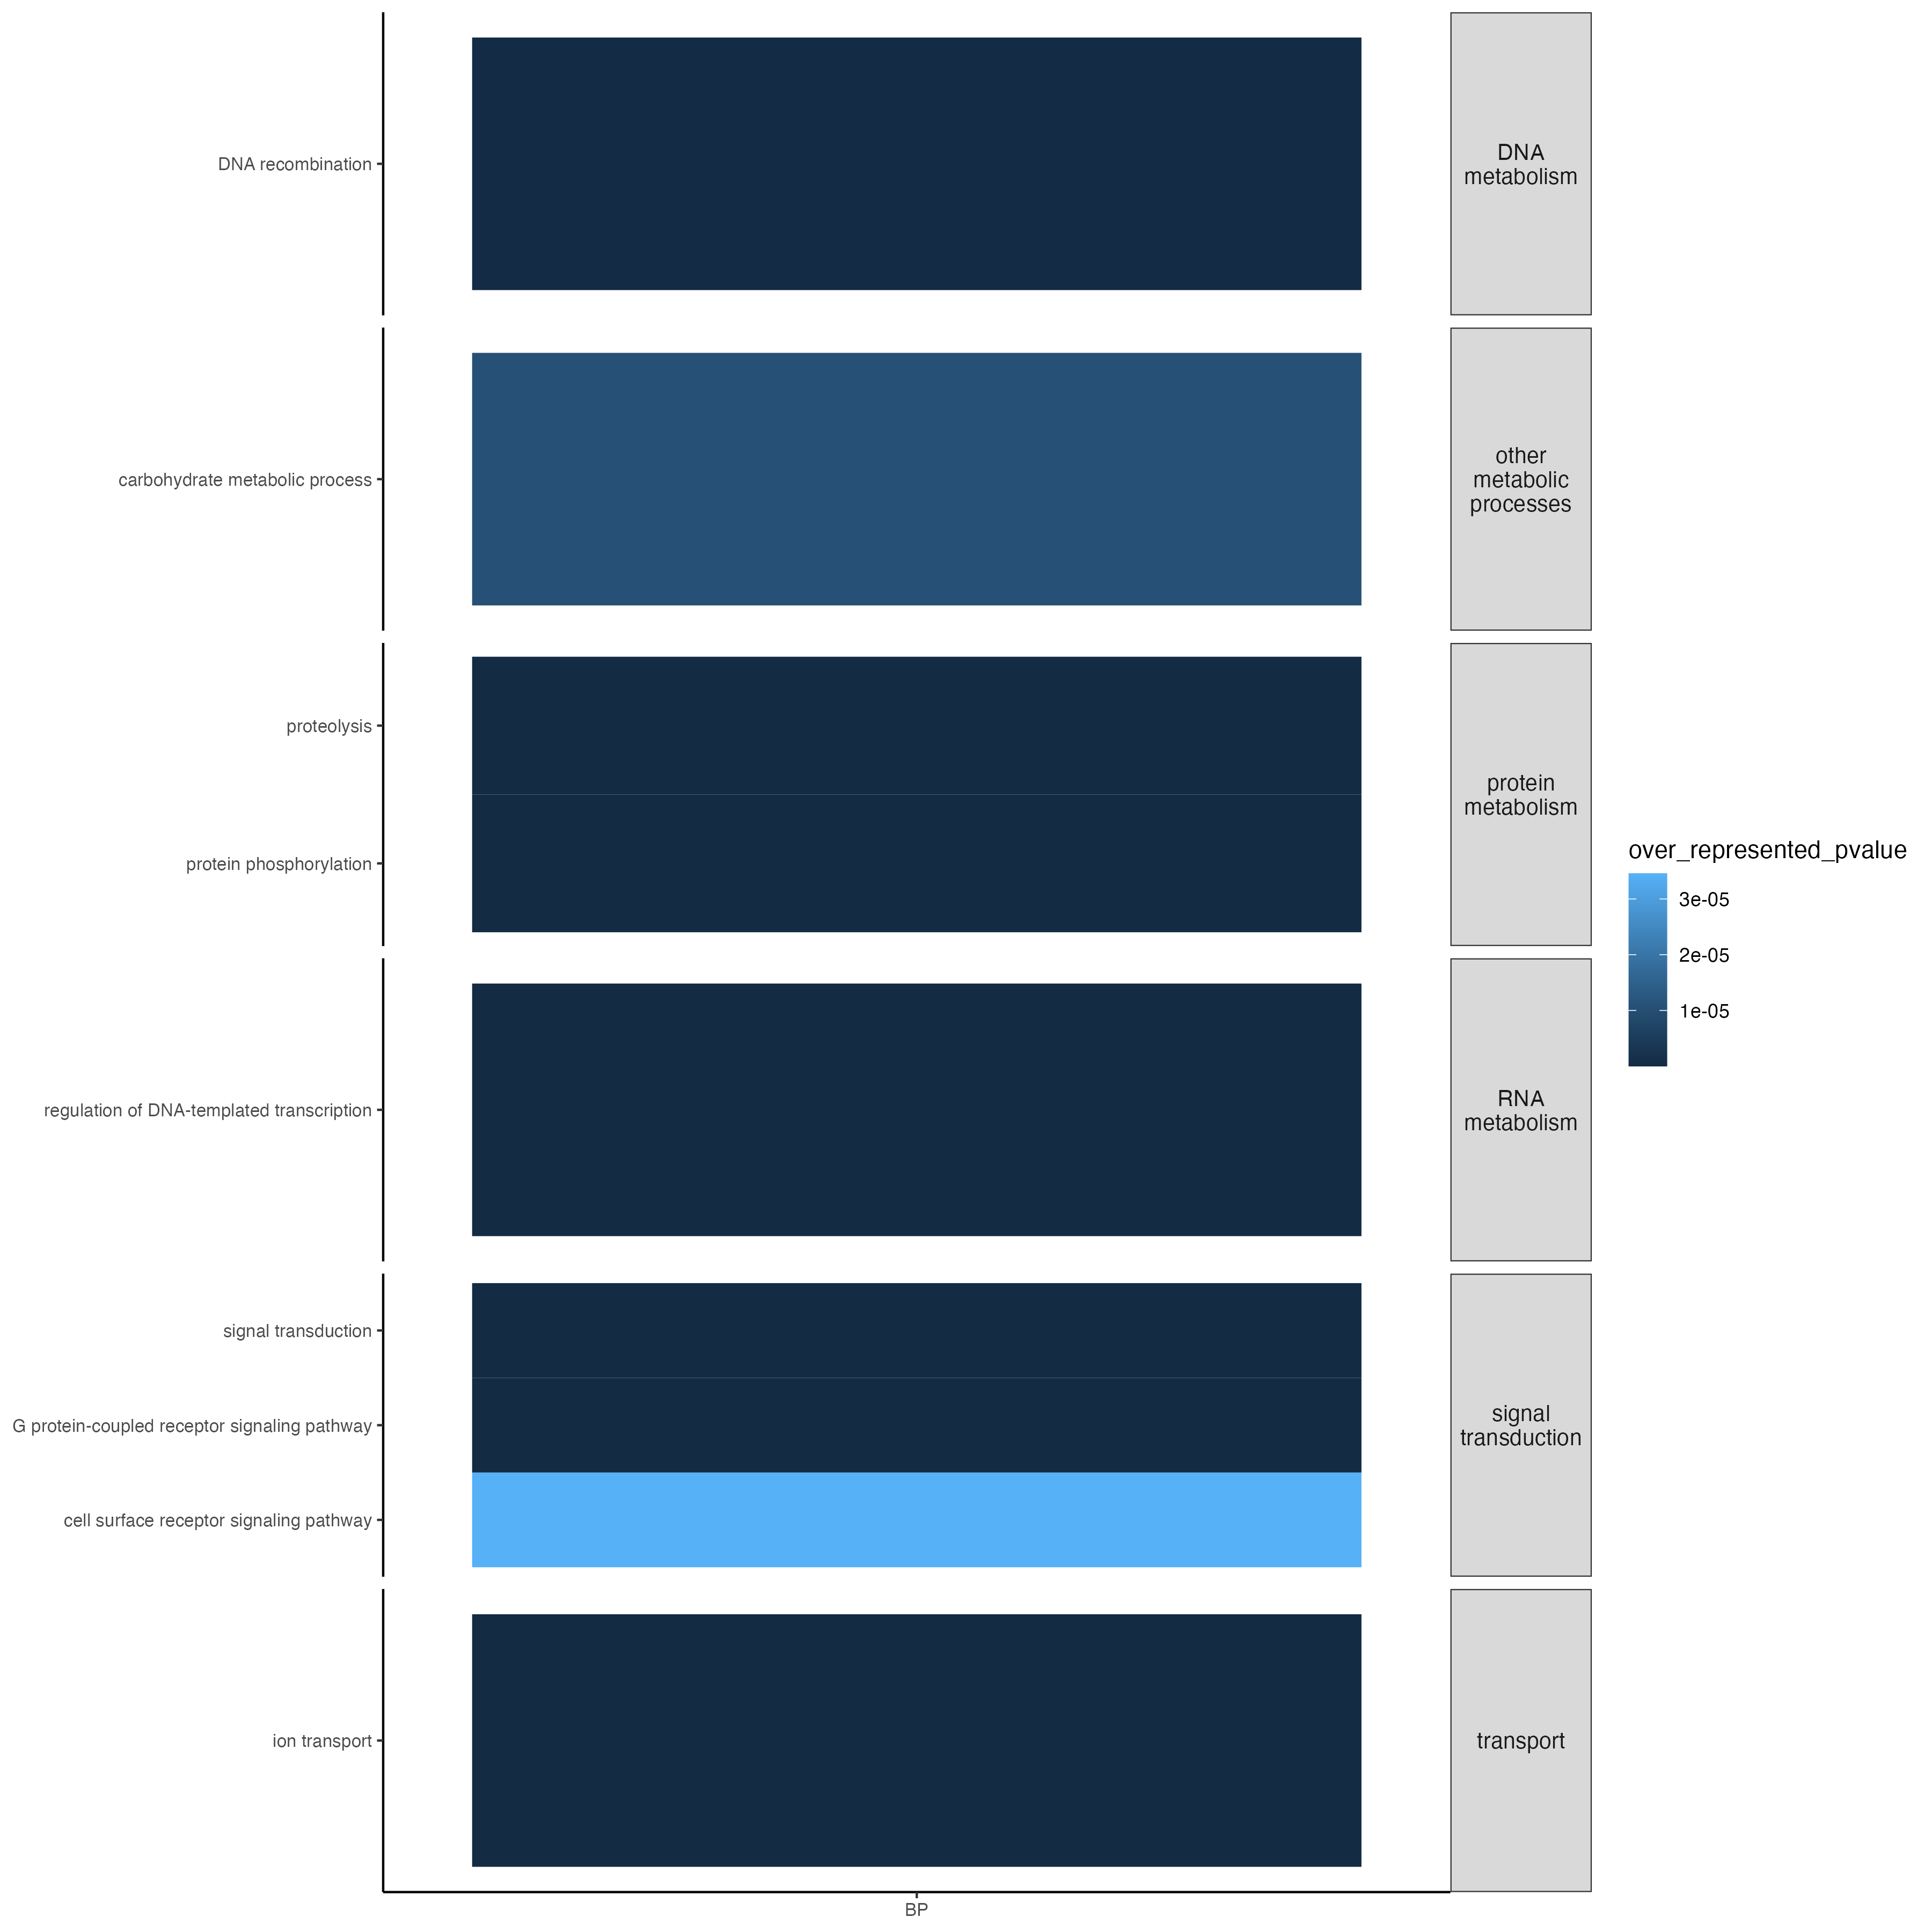 DNA recombination
DNA
metabolism
carbohydrate metabolic process
other
metabolic
processes
proteolysis
protein phosphorylation
protein
metabolism
regulation of DNA-templated transcription
RNA
metabolism
signal transduction
G protein-coupled receptor signaling pathway
cell surface receptor signaling pathway
signal
transduction
ion transport
transport
BP
over_represented_pvalue
3e-05
2e-05
1e-05